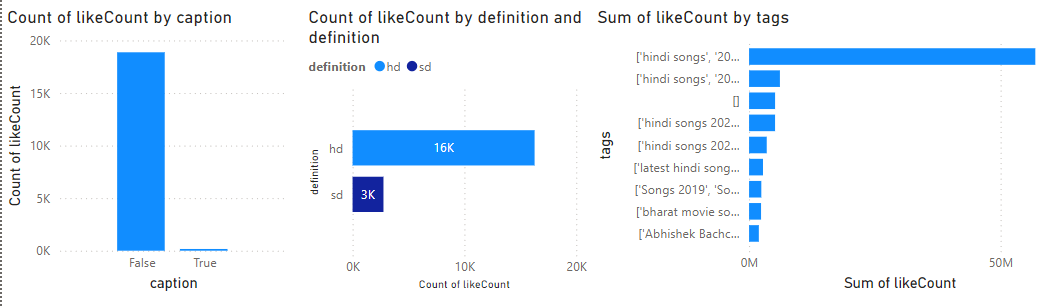 Count of likeCount by caption
20K
15K
10K
5K
0K
Count of likeCount
False
True
caption
Count of likeCount by definition and
definition
definition
hd
sd
definition
hd
16K
sd
3K
0K
10K
20K
Count of likeCount
Sum of likeCount by tags
tags
['hindi songs', '20...
['hindi songs', '20...
[]
['hindi songs 202...
['hindi songs 202...
['latest hindi song...
['Songs 2019', 'So...
['bharat movie so...
['Abhishek Bachc...
0M
50M
Sum of likeCount